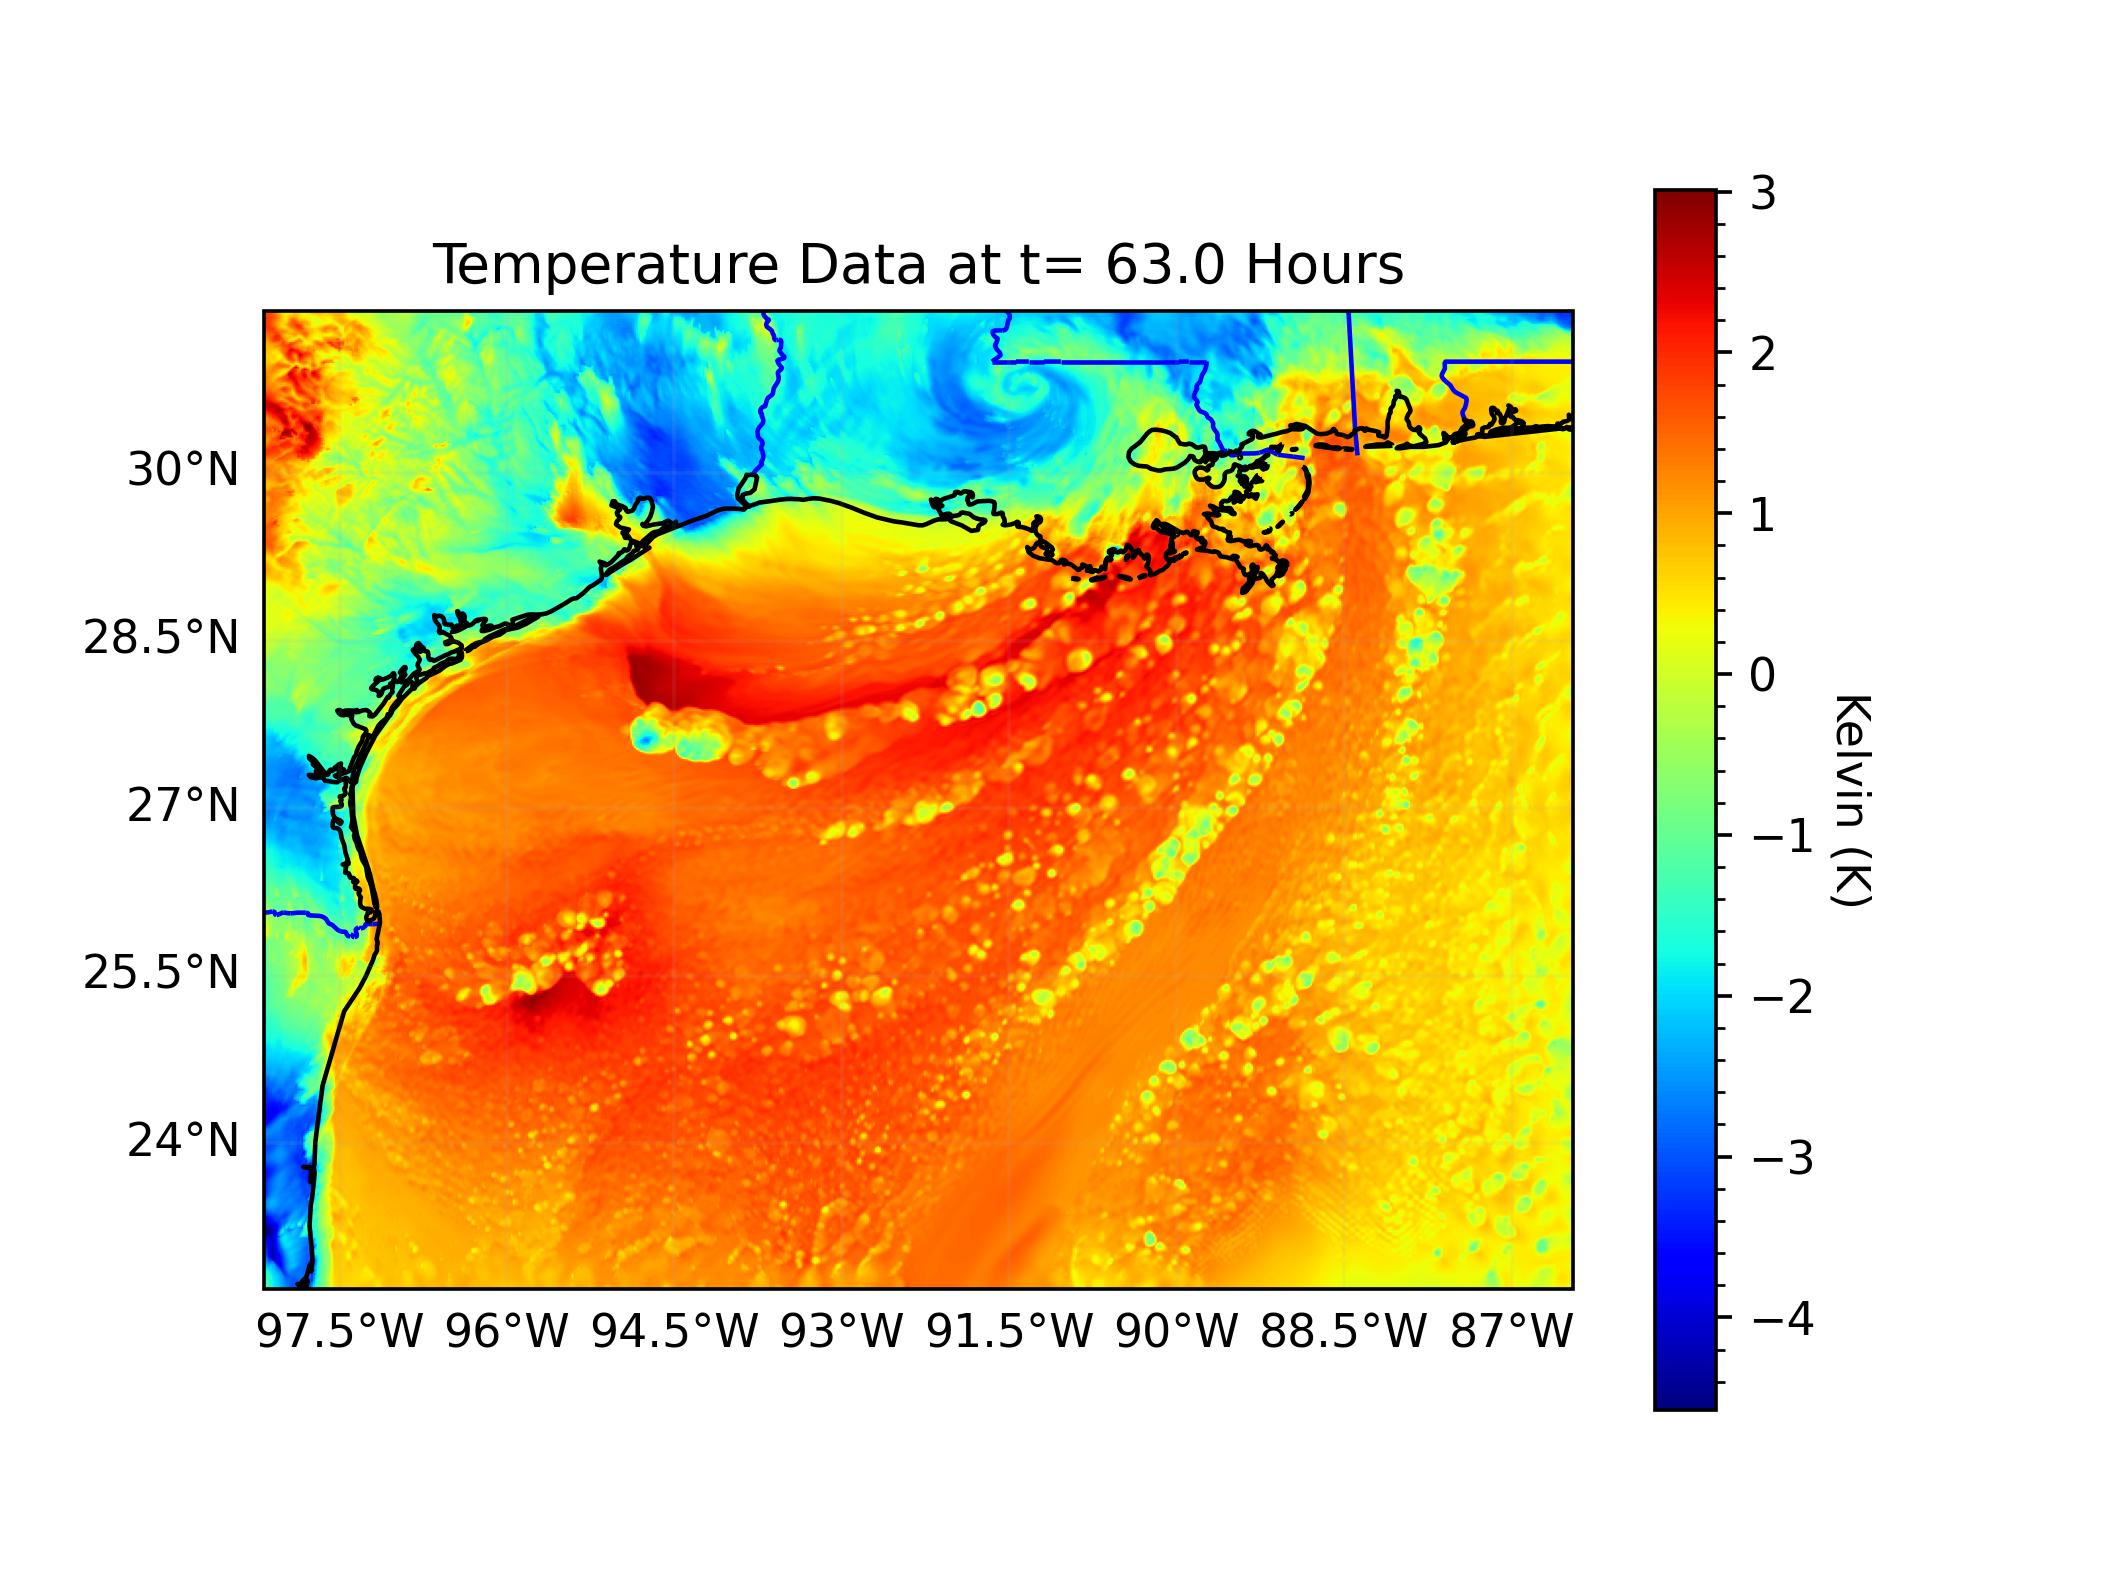 Temperature Data at t= 63.0 Hours
30°N
28.5°N
27°N
25.5°N
24°N
97.5°W 96°W 94.5°W 93°W 91.5°W 90°W 88.5°W 87°W
3
2
1
0
−1
−2
−3
−4
Kelvin (K)